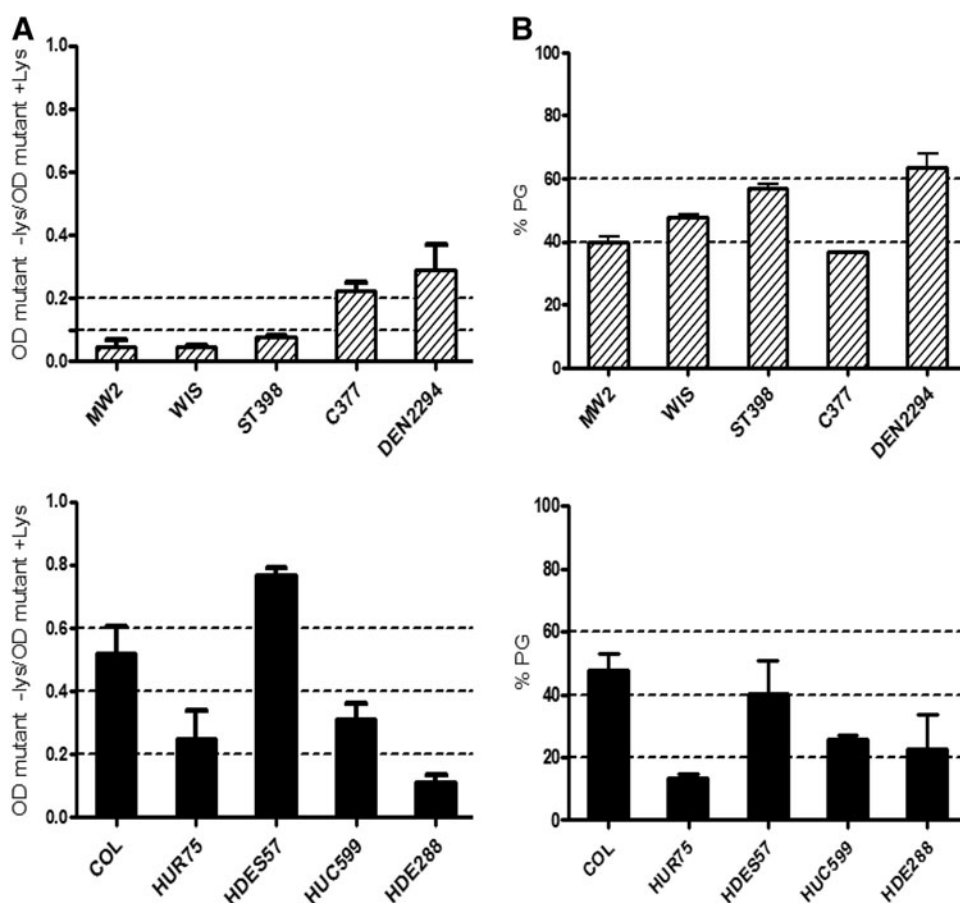 A
OD mutant -lys/OD mutant +Lys
1.0
0.8
0.6
0.4
0.2
0.0
MW2
WIS
ST398
C377
DEN2294
B
% PG
100
80
60
40
20
0
MW2
WIS
ST398
C377
DEN2294
OD mutant -lys/OD mutant +Lys
1.0
0.8
0.6
0.4
0.2
0.0
COL
HUR75
HDES57
HUC599
HDE288
% PG
100
80
60
40
20
0
COL
HUR75
HDES57
HUC599
HDE288